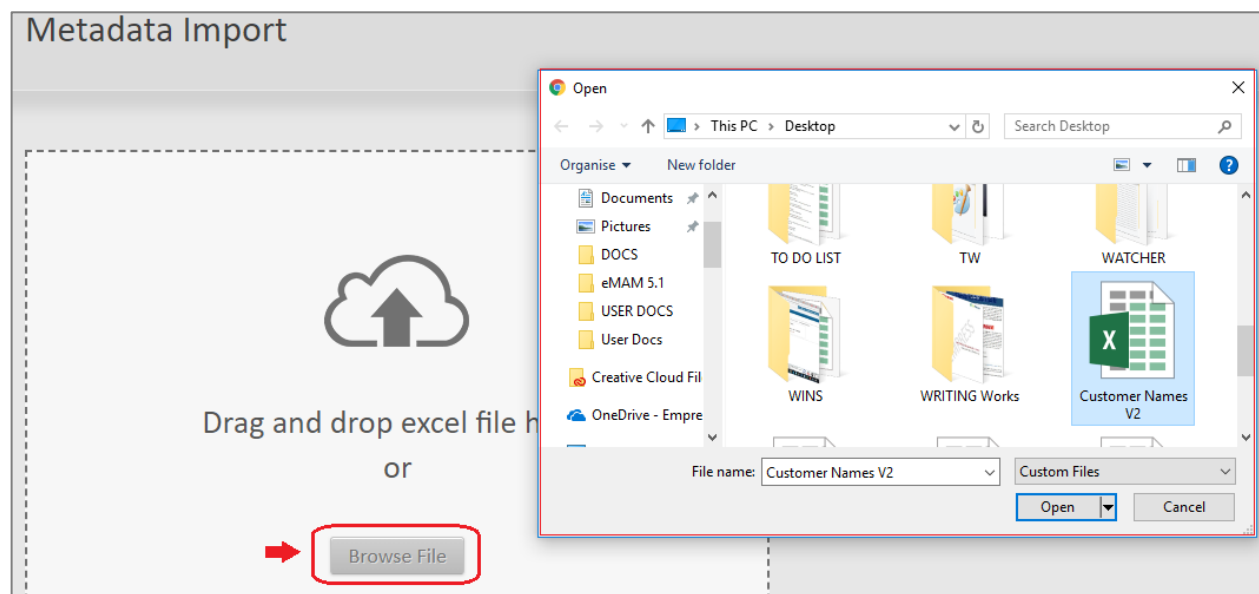 Metadata Import
Drag and drop excel file h
or
Browse File
Open
This PC > Desktop
Search Desktop
Organise
New folder
Documents
Pictures
DOCS
eMAM 5.1
USER DOCS
User Docs
Creative Cloud Fil
OneDrive - Empre
TO DO LIST
TW
WATCHER
WINS
WRITING Works
Customer Names
V2
File name:
Customer Names V2
Custom Files
Open
Cancel